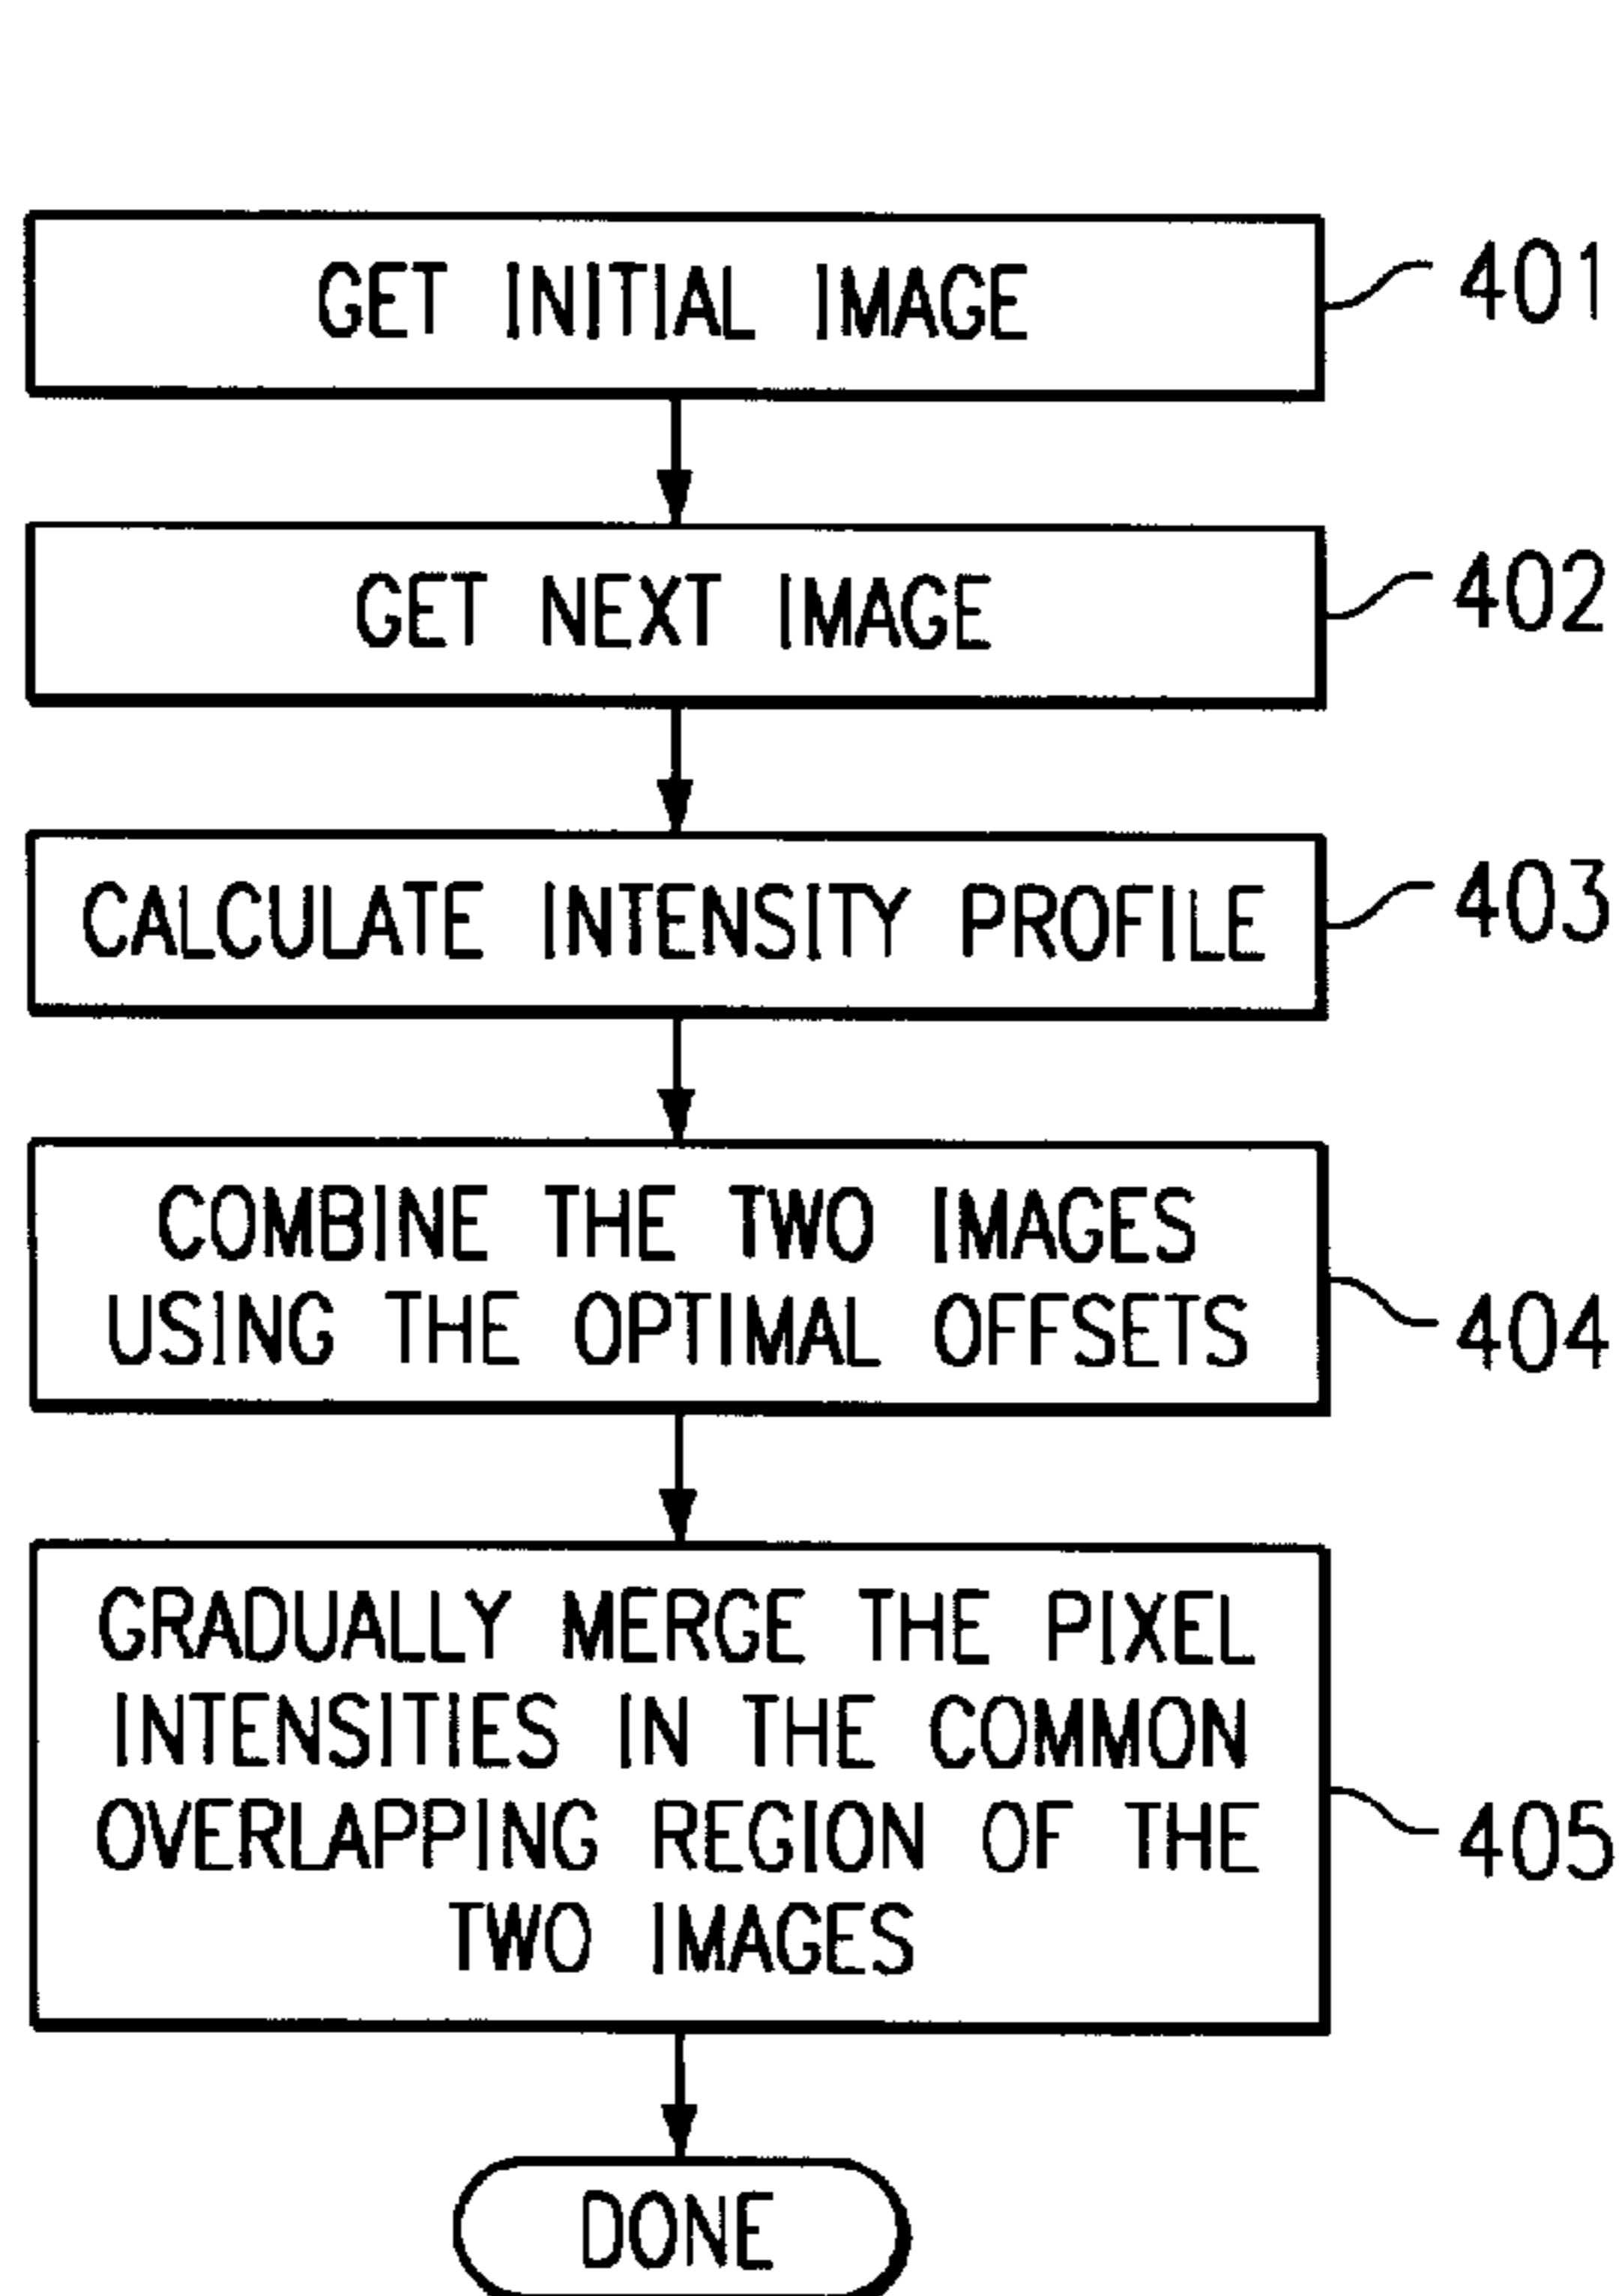 GET INITIAL IMAGE
401
GET NEXT IMAGE
402
CALCULATE INTENSITY PROFILE
403
COMBINE THE TWO IMAGES
USING THE OPTIMAL OFFSETS
404
GRADUALLY MERGE THE PIXEL
INTENSITIES IN THE COMMON
OVERLAPPING REGION OF THE
TWO IMAGES
405
DONE